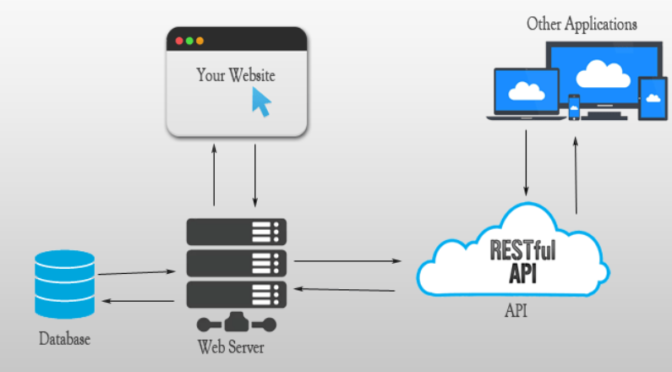 Other Applications
Your Website
RESTful
API
API
Database
Web Server